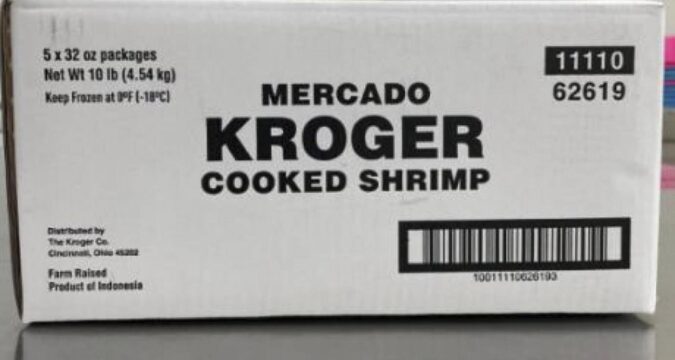 5 x 32 oz packages
Net Wt 10 lb (4.54 kg)
Keep Frozen at 0ºF (-18ºC)
11110
62619
MERCADO
KROGER
COOKED SHRIMP
Distributed by
The Kroger Co.
Cincinnati, Ohio 45202
Farm Raised
Product of Indonesia
10011110626193